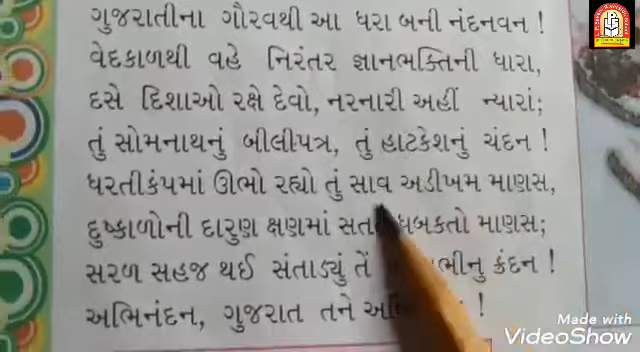 ગુજરાતીના ગૌરવથી આ ધરા બની નંદનવન !
વેદકાળથી વહે નિરંતર જ્ઞાનભક્તિની ધારા,
દસે દિશાઓ રક્ષે દેવો, નરનારી અહીં ન્યારાં;
તું સોમનાથનું બીલીપત્ર, તું હાટકેશનું ચંદન !
ધરતીકંપમાં ઊભો રહ્યો તું સાવ અડીખમ માણસ,
દુષ્કાળોની દારુણ ક્ષણમાં ધબકતો માણસ;
સરળ સહજ થઈ સંતાડ્યું તેં ક્રંદન !
અભિનંદન, ગુજરાત તને !
Made with
VideoShow